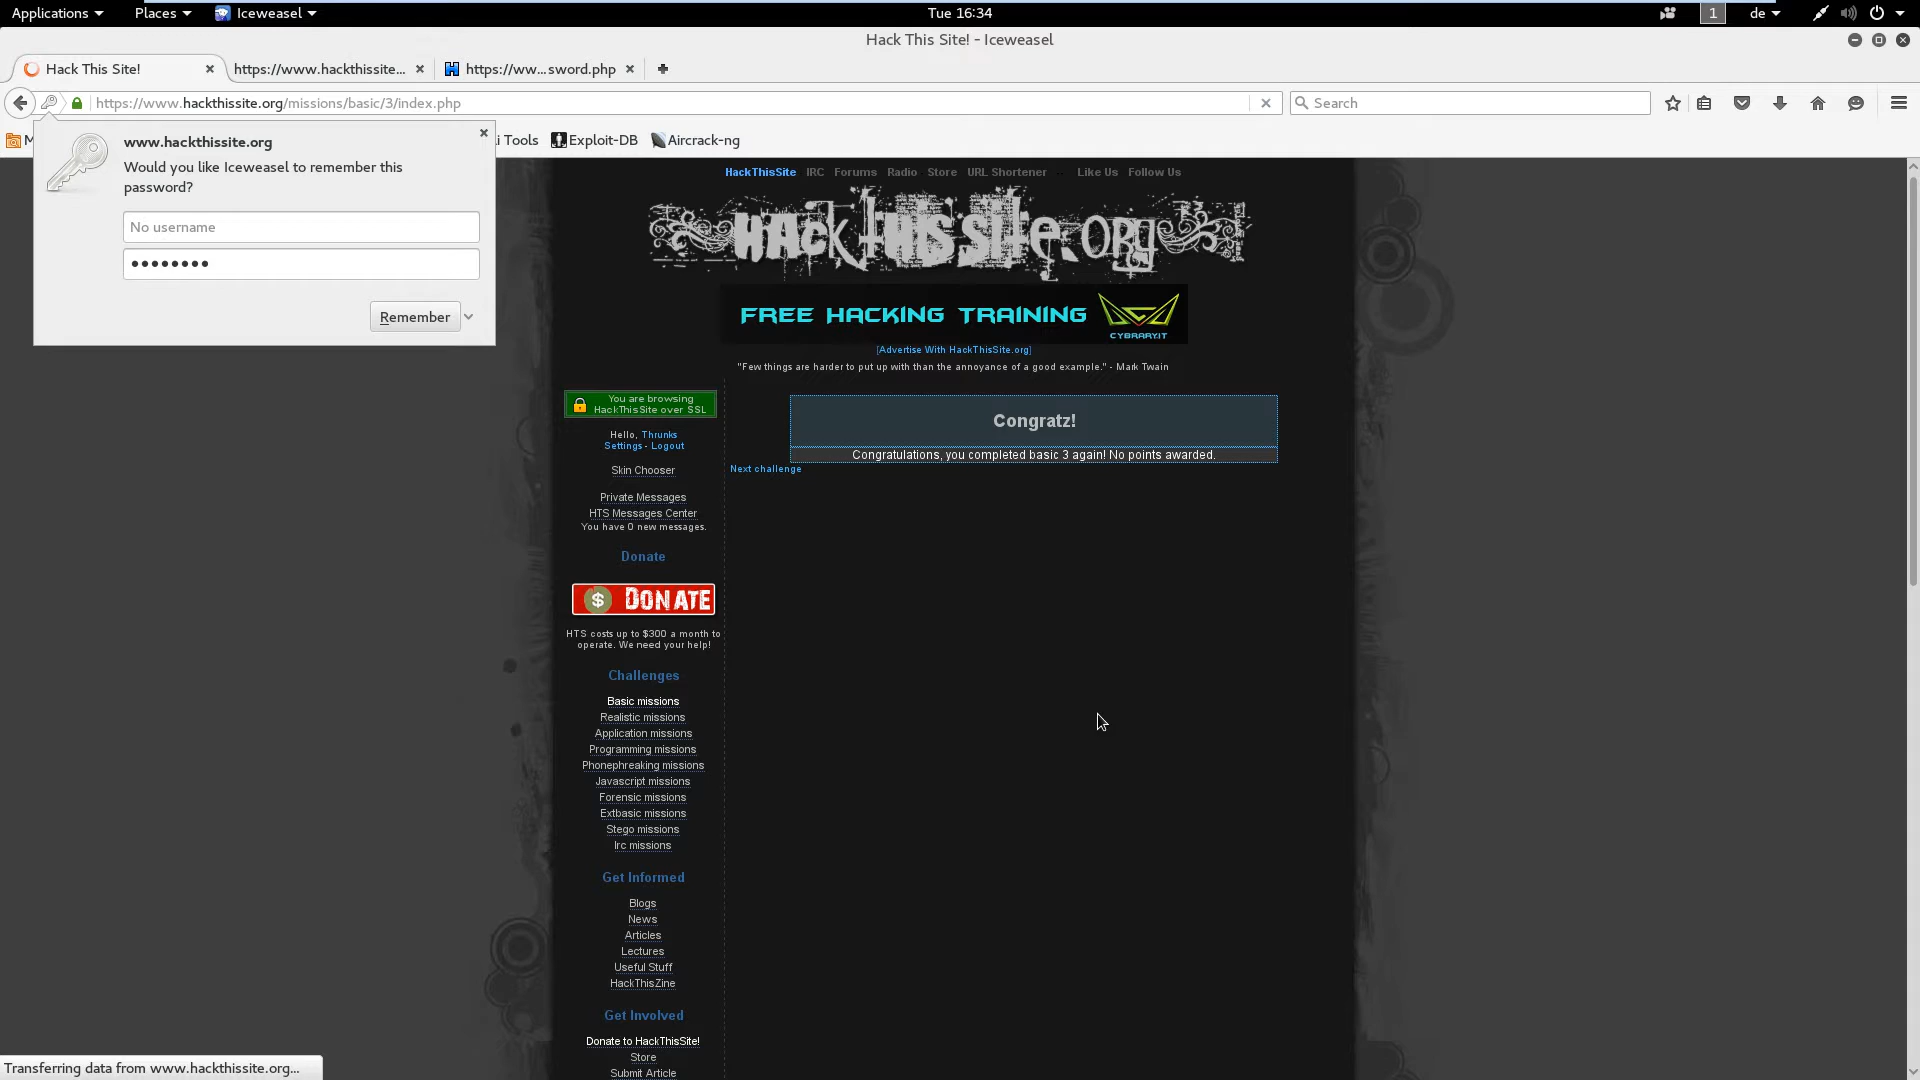 Applications Places Iceweasel Tue 16:34 1 de
Hack This Site! - Iceweasel
Hack This Site! https://www.hackthissite... https://ww...sword.php
https://www.hackthissite.org/missions/basic/3/index.php Search
li Tools Exploit-DB Aircrack-ng
www.hackthissite.org
Would you like Iceweasel to remember this
password?
No username
Remember
HackThisSite IRC Forums Radio Store URL Shortener -- Like Us Follow Us
HackThisSite.org
FREE HACKING TRAINING
CYBRARY.IT
[Advertise With HackThisSite.org]
"Few things are harder to put up with than the annoyance of a good example." - Mark Twain
You are browsing
HackThisSite over SSL
Hello, Thrunks
Settings - Logout
Skin Chooser
Private Messages
HTS Messages Center
You have 0 new messages.
Donate
$ DONATE
HTS costs up to $300 a month to
operate. We need your help!
Challenges
Basic missions
Realistic missions
Application missions
Programming missions
Phonephreaking missions
Javascript missions
Forensic missions
Extbasic missions
Stego missions
Irc missions
Get Informed
Blogs
News
Articles
Lectures
Useful Stuff
HackThisZine
Get Involved
Donate to HackThisSite!
Store
Submit Article
Congratz!
Congratulations, you completed basic 3 again! No points awarded.
Next challenge
Transferring data from www.hackthissite.org...